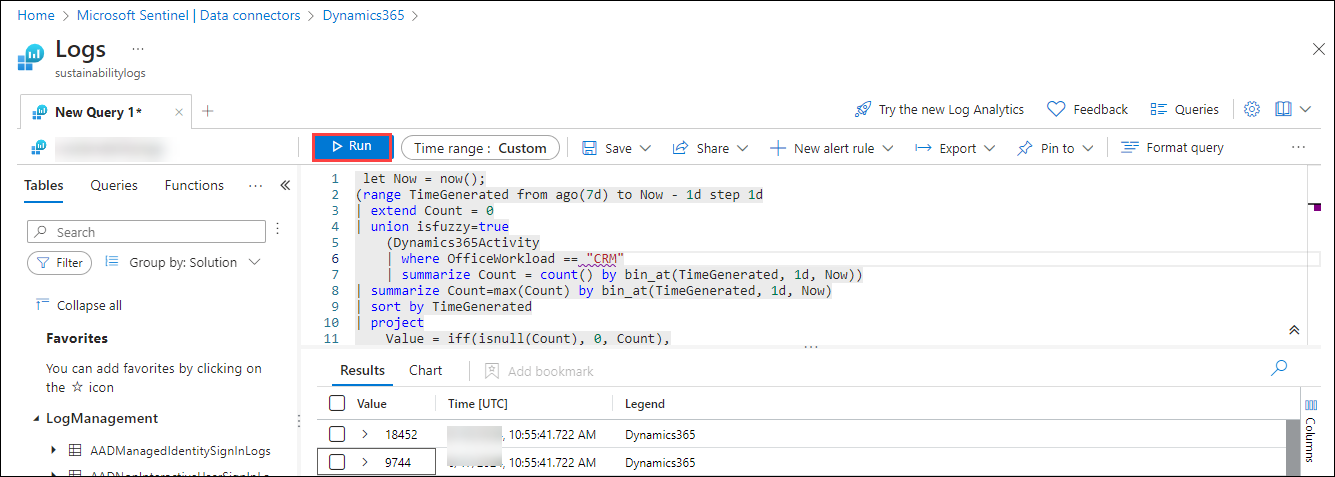 Home > Microsoft Sentinel | Data connectors > Dynamics365 >
Logs ...
sustainabilitylogs
New Query 1*
Try the new Log Analytics Feedback Queries
Run Time range : Custom Save Share New alert rule Export Pin to Format query ...
Tables Queries Functions ...
Search
Filter Group by: Solution
Collapse all
Favorites
You can add favorites by clicking on
the ☆ icon
LogManagement
AADManagedIdentitySignInLogs
1 let Now = now();
2 (range TimeGenerated from ago(7d) to Now - 1d step 1d
3 | extend Count = 0
4 | union isfuzzy=true
5 (Dynamics365Activity
6 | where OfficeWorkload == "CRM"
7 | summarize Count = count() by bin_at(TimeGenerated, 1d, Now))
8 | summarize Count=max(Count) by bin_at(TimeGenerated, 1d, Now)
9 | sort by TimeGenerated
10 | project
11 Value = iff(isnull(Count), 0, Count),
Results Chart Add bookmark
Value Time [UTC] Legend
18452 , 10:55:41.722 AM Dynamics365
9744 , 10:55:41.722 AM Dynamics365
Columns